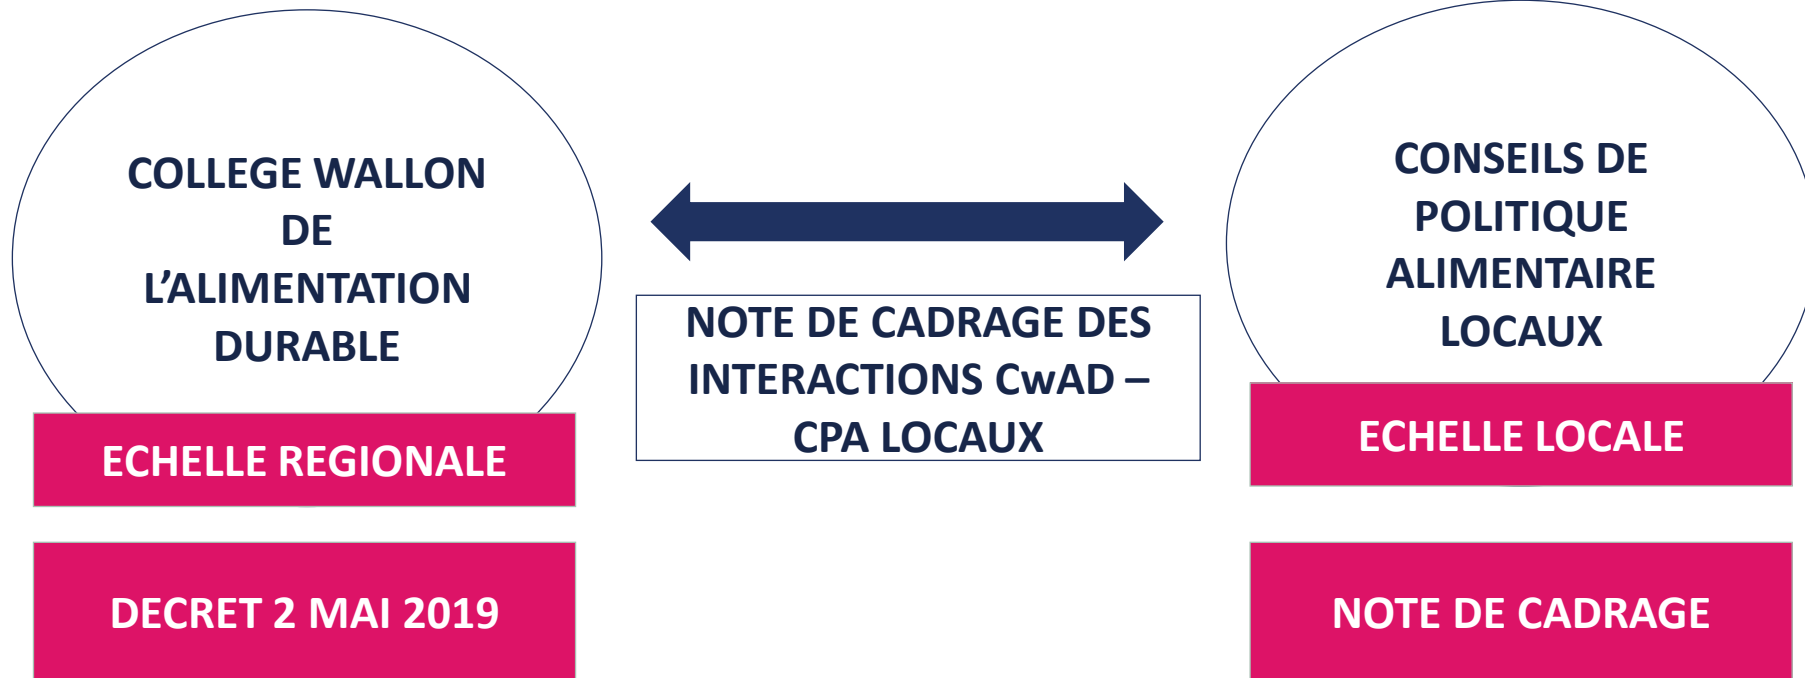 COLLEGE WALLON
DE
L’ALIMENTATION
DURABLE
ECHELLE REGIONALE
DECRET 2 MAI 2019
NOTE DE CADRAGE DES
INTERACTIONS CwAD –
CPA LOCAUX
CONSEILS DE
POLITIQUE
ALIMENTAIRE
LOCAUX
ECHELLE LOCALE
NOTE DE CADRAGE